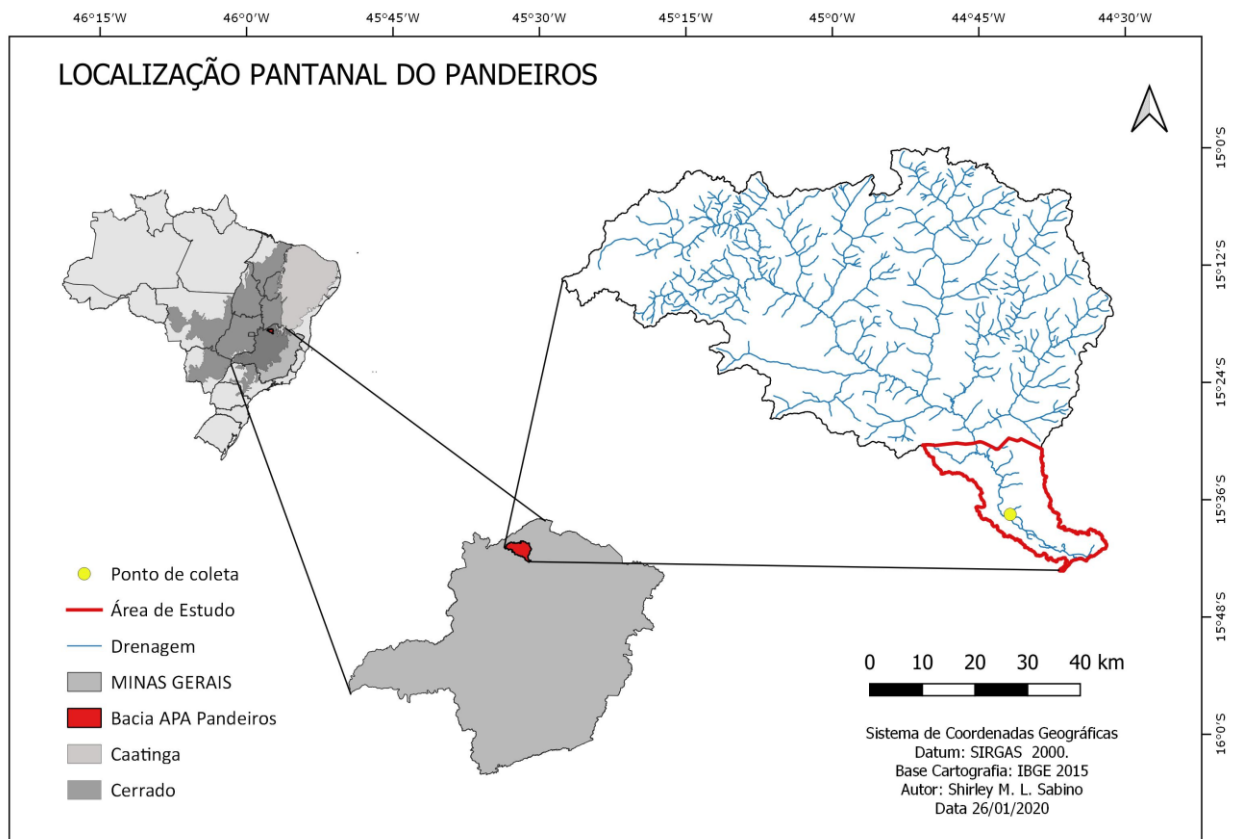 46°15'W 46°0'W 45°45'W 45°30'W 45°15'W 45°0'W 44°45'W 44°30'W
LOCALIZAÇÃO PANTANAL DO PANDEIROS
15°0'S
15°12'S
15°24'S
15°36'S
15°48'S
16°0'S
Ponto de coleta
Área de Estudo
Drenagem
MINAS GERAIS
Bacia APA Pandeiros
Caatinga
Cerrado
0 10 20 30 40 km
Sistema de Coordenadas Geográficas
Datum: SIRGAS 2000.
Base Cartografia: IBGE 2015
Autor: Shirley M. L. Sabino
Data 26/01/2020